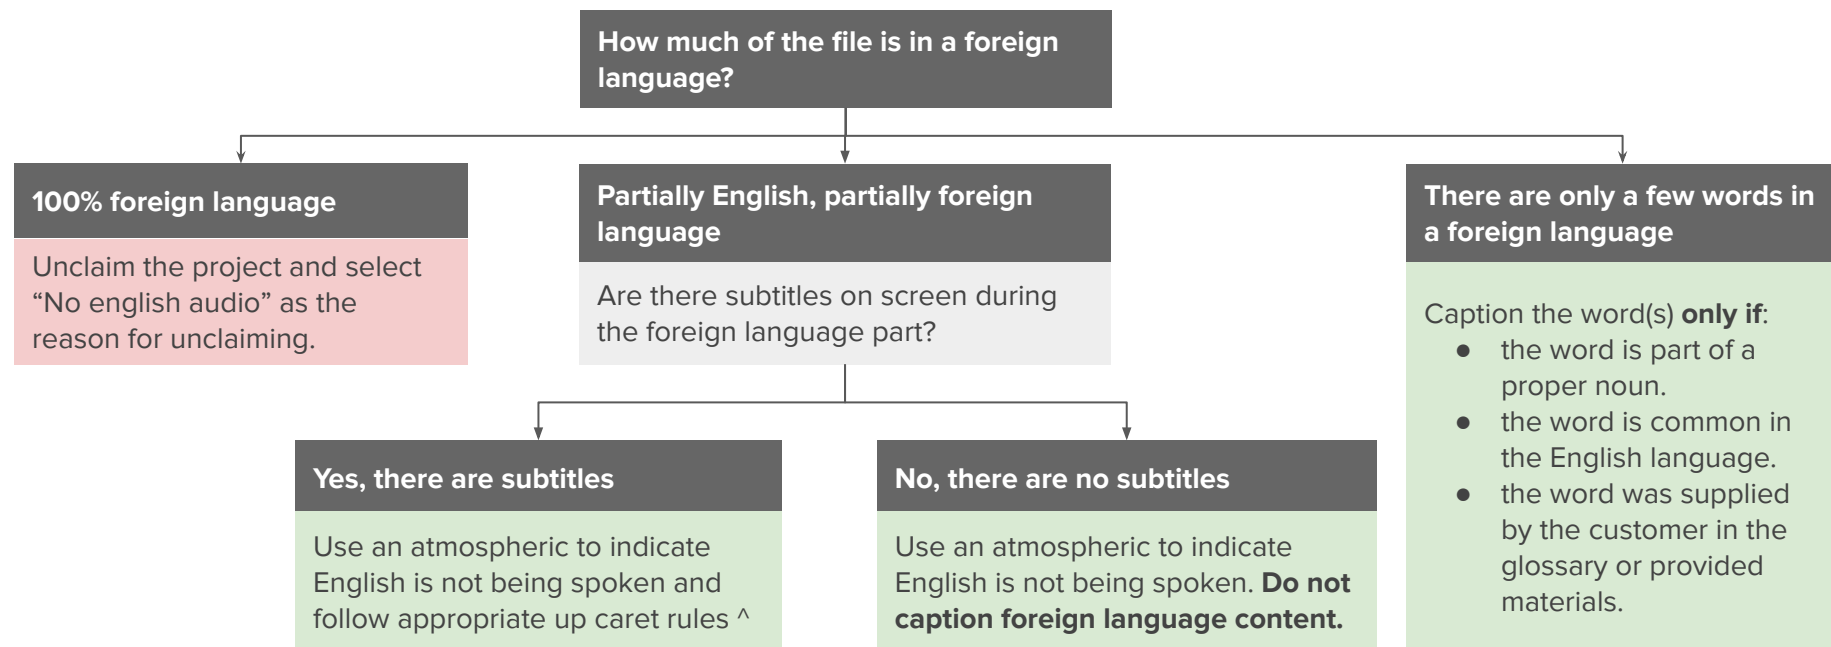 How much of the file is in a foreign
language?
100% foreign language
Unclaim the project and select
“No english audio” as the
reason for unclaiming.
Partially English, partially foreign
language
Are there subtitles on screen during
the foreign language part?
Yes, there are subtitles
Use an atmospheric to indicate
English is not being spoken and
follow appropriate up caret rules ^
No, there are no subtitles
Use an atmospheric to indicate
English is not being spoken. Do not
caption foreign language content.
There are only a few words in
a foreign language
Caption the word(s) only if:
● the word is part of a
proper noun.
● the word is common in
the English language.
● the word was supplied
by the customer in the
glossary or provided
materials.